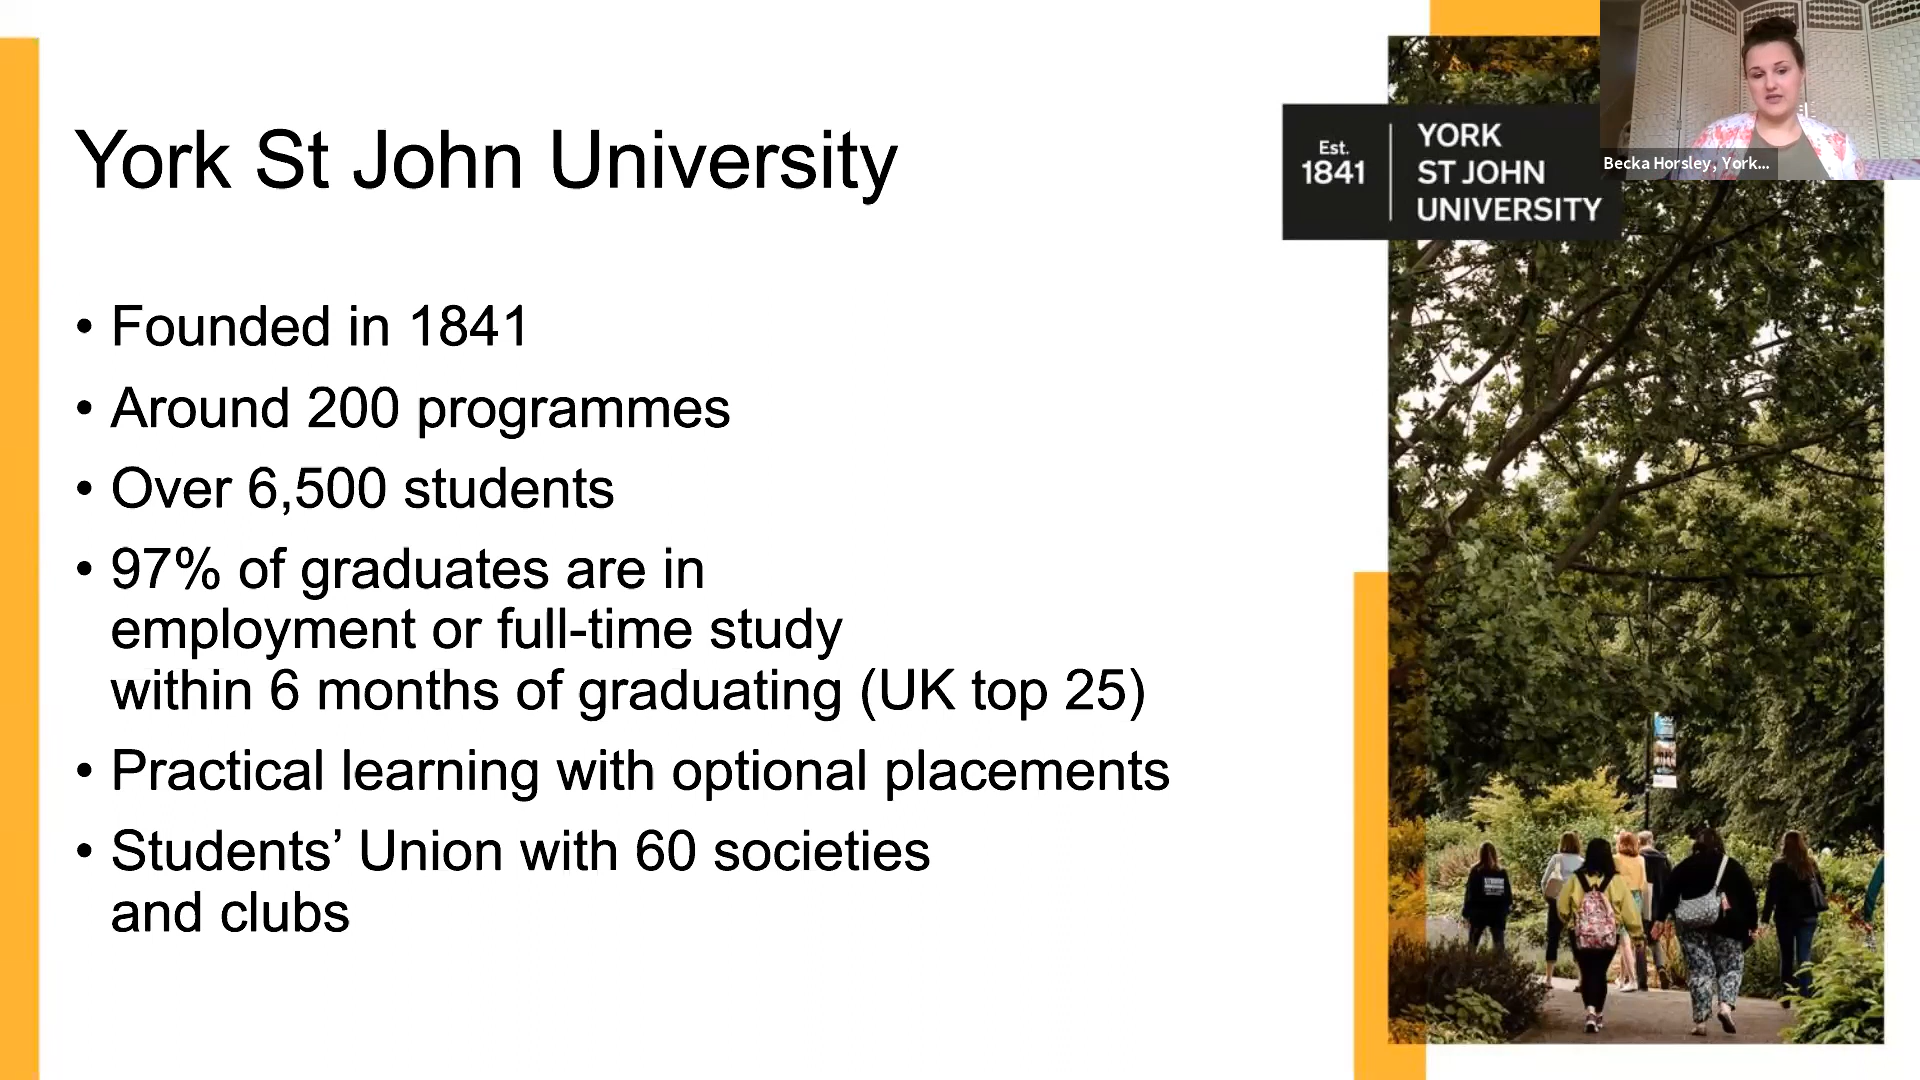 York St John University
• Founded in 1841
• Around 200 programmes
• Over 6,500 students
• 97% of graduates are in
employment or full-time study
within 6 months of graduating (UK top 25)
• Practical learning with optional placements
• Students’ Union with 60 societies
and clubs
Est.
1841
YORK
ST JOHN
UNIVERSITY
Becka Horsley, York...